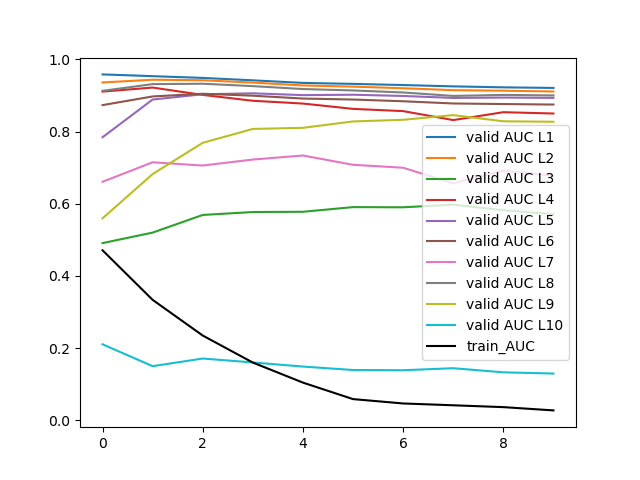 1.0
0.8
0.6
0.4
0.2
0.0
0 2 4 6 8
valid AUC L1
valid AUC L2
valid AUC L3
valid AUC L4
valid AUC L5
valid AUC L6
valid AUC L7
valid AUC L8
valid AUC L9
valid AUC L10
train_AUC